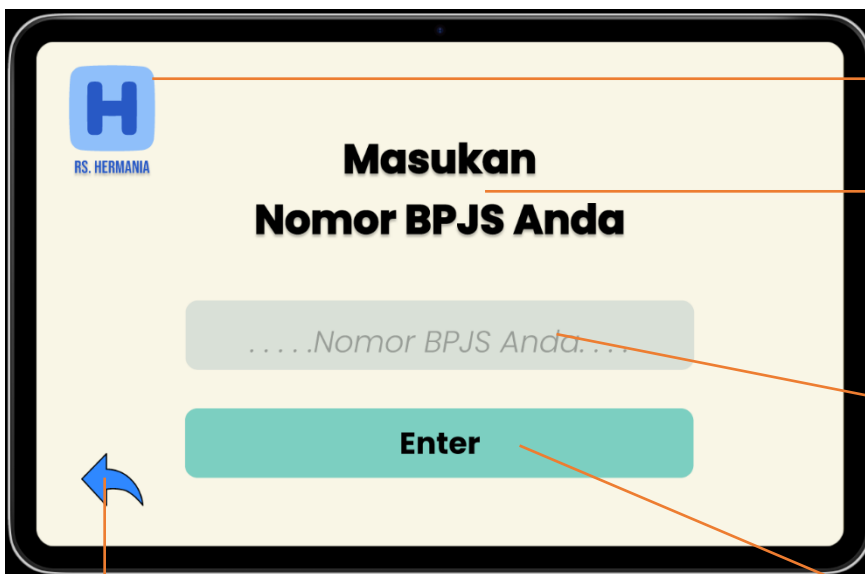 H
RS. HERMANIA
Masukan
Nomor BPJS Anda
. . . . .Nomor BPJS Anda. . . .
Enter